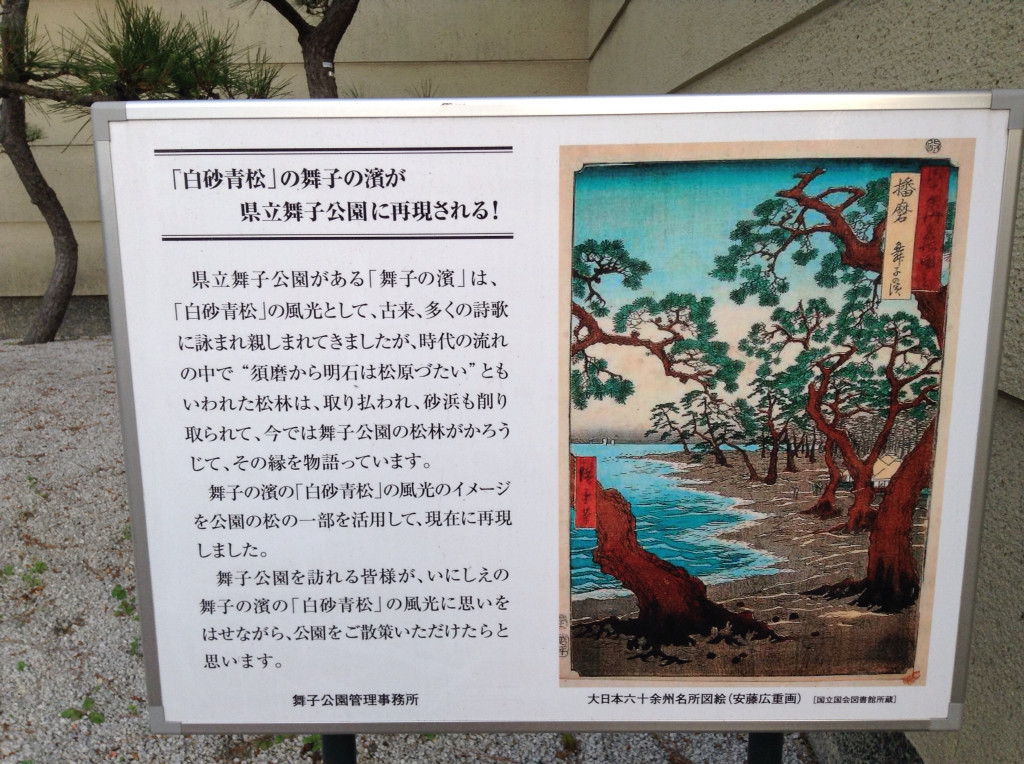 「白砂青松」の舞子の濱が
県立舞子公園に再現される!
県立舞子公園がある「舞子の濱」は、
「白砂青松」の風光として、古来、多くの詩歌
に詠まれ親しまれてきましたが、時代の流れ
の中で“須磨から明石は松原づたい”とも
いわれた松林は、取り払われ、砂浜も削り
取られて、今では舞子公園の松林がかろう
じて、その縁を物語っています。
舞子の濱の「白砂青松」の風光のイメージ
を公園の松の一部を活用して、現在に再現
しました。
舞子公園を訪れる皆様が、いにしえの
舞子の濱の「白砂青松」の風光に思いを
はせながら、公園をご散策いただけたらと
思います。
舞子公園管理事務所
播磨
舞子の濱
大日本六十余州名所図絵(安藤広重画) [国立国会図書館所蔵]